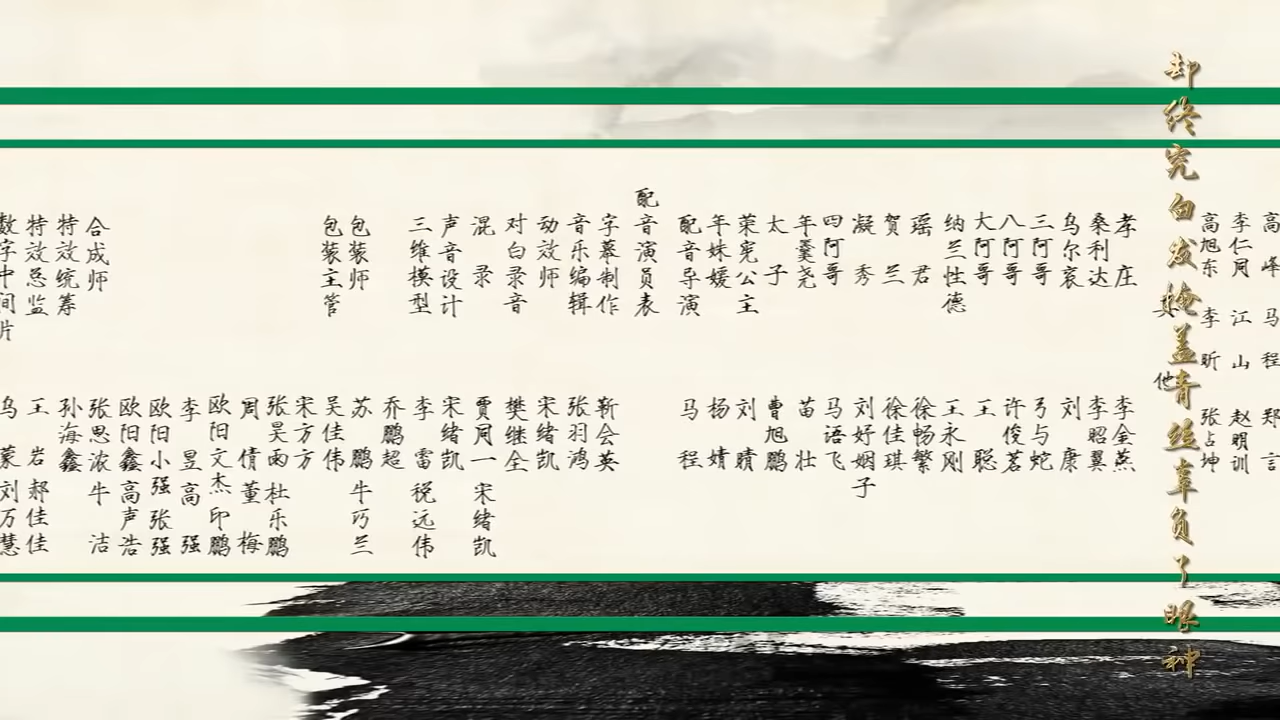 高峰 马程 郑言
李仁同 江山 赵明训
高旭东 李昕 张占坤
却终究白发掩盖青丝辜负了眼神
其他
孝庄 李金燕
桑利达 李昭翼
乌尔衮 刘康
三阿哥 弓与蛇
八阿哥 许俊茗
大阿哥 王聪
纳兰性德 王永刚
瑶君 徐畅繁
贺兰 徐佳琪
凝秀 刘妤姻子
四阿哥 马语飞
年羹尧 苗壮
太子 曹旭鹏
荣宪公主 刘晴
年姝媛 杨婧
配音导演 马程
配音演员表
字幕制作 靳会英
音乐编辑 张羽鸿
动效师 宋绪凯
对白录音 樊继全
混录 贾同一 宋绪凯
声音设计 宋绪凯
三维模型 李雷 税远伟
乔鹏超
包装师 苏鹏 牛巧兰
包装主管 吴佳伟
宋方方
张昊雨 杜乐鹏
周倩 董梅
欧阳文杰 印鹏
李昱 高强
欧阳小强 张强
欧阳鑫 高声浩
合成师 张思浓 牛洁
特效统筹 孙海鑫
特效总监 王岩 郝佳佳
数字中间片 乌蒙 刘万慧